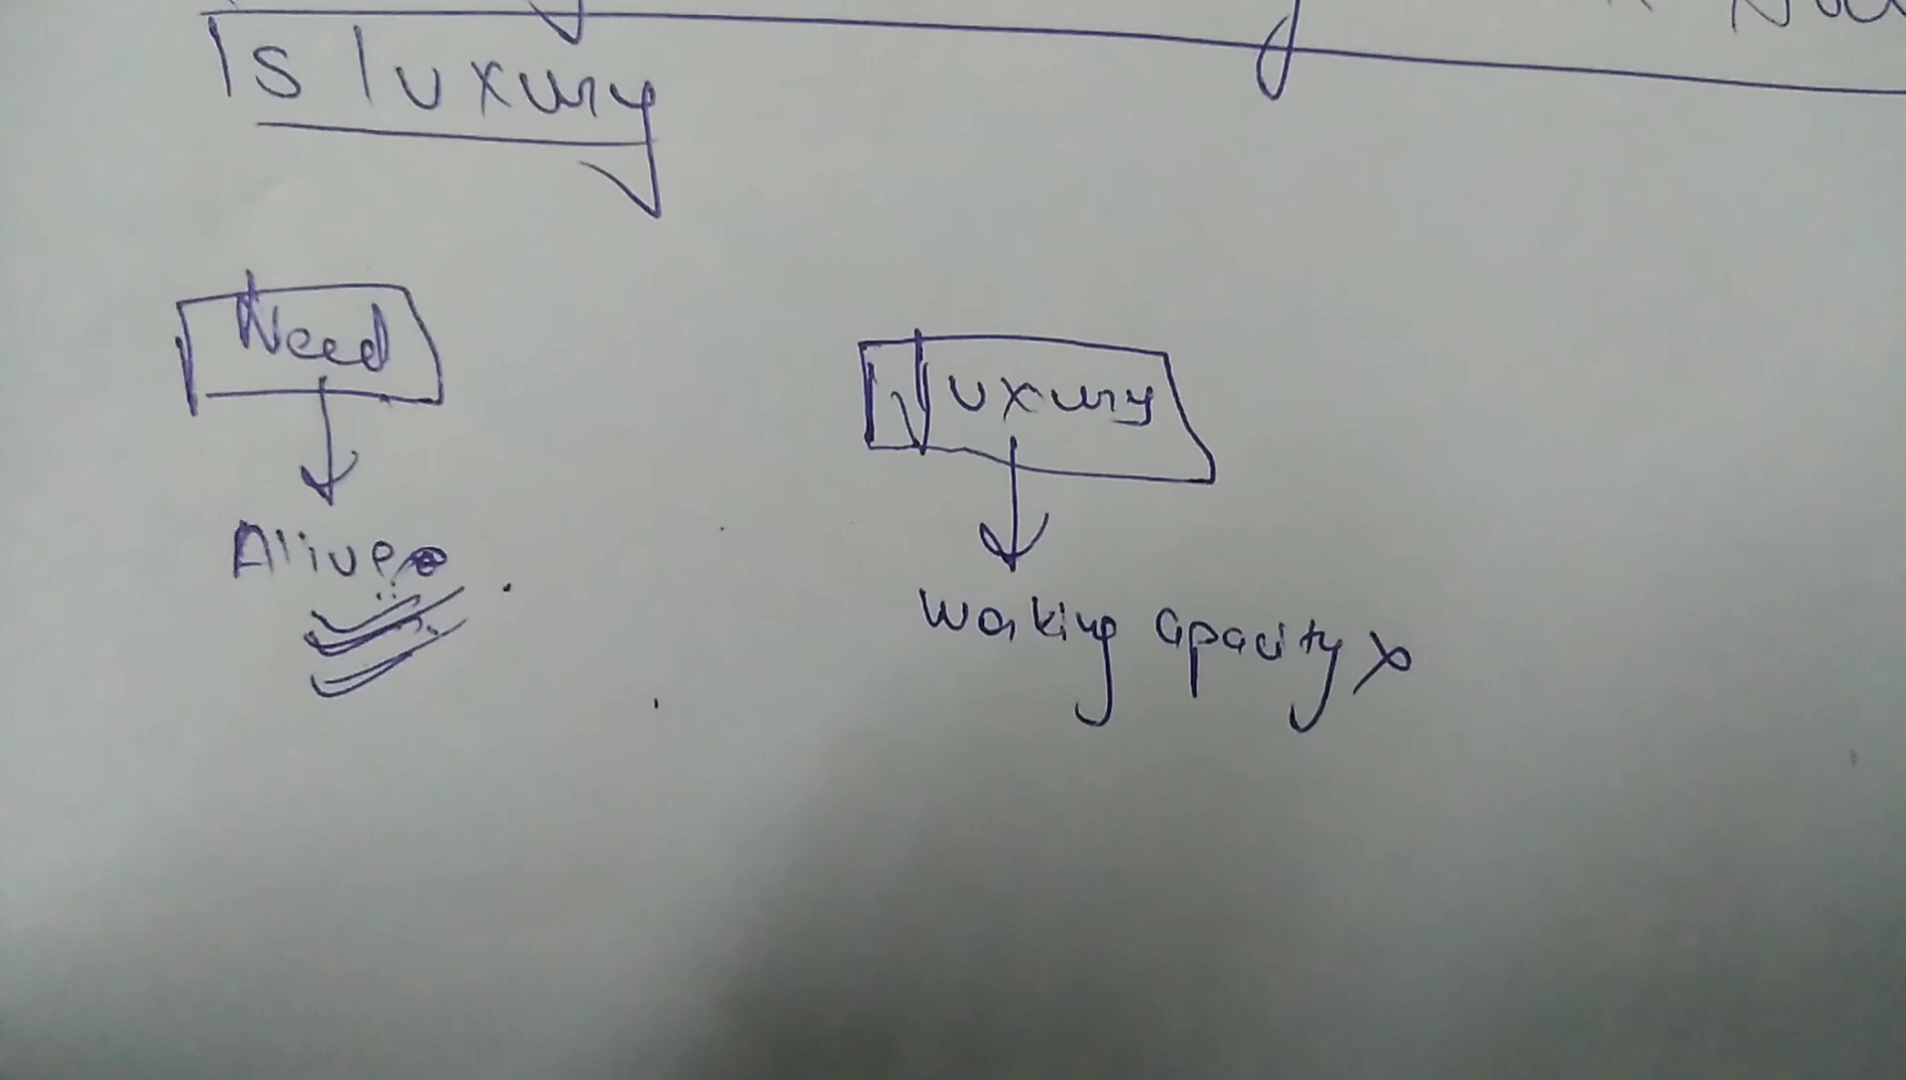 Is luxury
Need
Luxury
Alive
working capacity